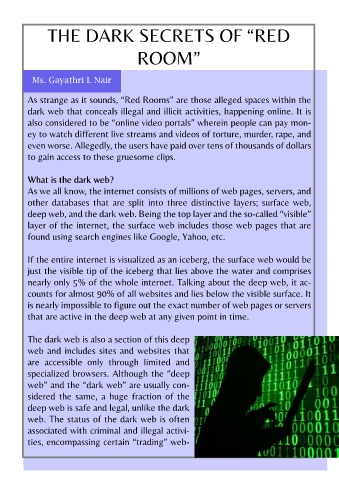 THE DARK SECRETS OF “RED
ROOM”
Ms. Gayathri L Nair
As strange as it sounds, “Red Rooms” are those alleged spaces within the
dark web that conceals illegal and illicit activities, happening online. It is
also considered to be “online video portals” wherein people can pay mon-
ey to watch different live streams and videos of torture, murder, rape, and
even worse. Allegedly, the users have paid over tens of thousands of dollars
to gain access to these gruesome clips.
What is the dark web?
As we all know, the internet consists of millions of web pages, servers, and
other databases that are split into three distinctive layers; surface web,
deep web, and the dark web. Being the top layer and the so-called “visible”
layer of the internet, the surface web includes those web pages that are
found using search engines like Google, Yahoo, etc.
If the entire internet is visualized as an iceberg, the surface web would be
just the visible tip of the iceberg that lies above the water and comprises
nearly only 5% of the whole internet. Talking about the deep web, it ac-
counts for almost 90% of all websites and lies below the visible surface. It
is nearly impossible to figure out the exact number of web pages or servers
that are active in the deep web at any given point in time.
The dark web is also a section of this deep
web and includes sites and websites that
are accessible only through limited and
specialized browsers. Although the “deep
web” and the “dark web” are usually con-
sidered the same, a huge fraction of the
deep web is safe and legal, unlike the dark
web. The status of the dark web is often
associated with criminal and illegal activi-
ties, encompassing certain “trading” web-